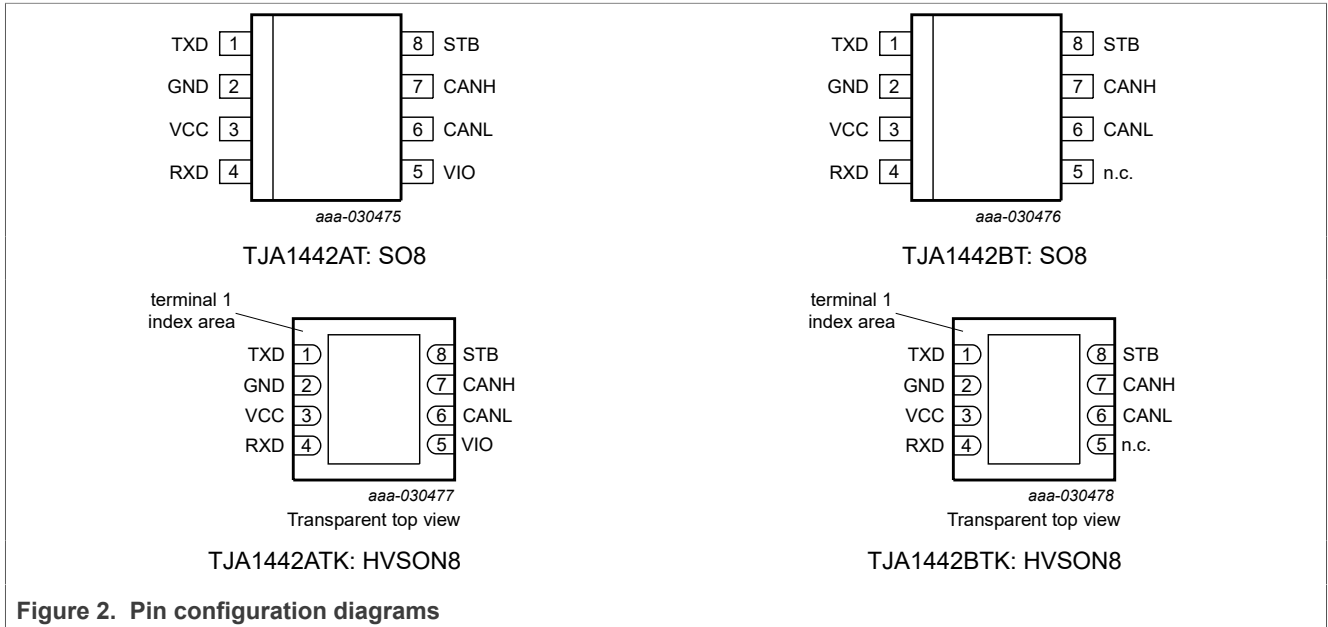 TXD 1 8 STB
GND 2 7 CANH
VCC 3 6 CANL
RXD 4 5 VIO
aaa-030475
TJA1442AT: SO8
TXD 1 8 STB
GND 2 7 CANH
VCC 3 6 CANL
RXD 4 5 n.c.
aaa-030476
TJA1442BT: SO8
terminal 1
index area
TXD 1 8 STB
GND 2 7 CANH
VCC 3 6 CANL
RXD 4 5 VIO
aaa-030477
Transparent top view
TJA1442ATK: HVSON8
terminal 1
index area
TXD 1 8 STB
GND 2 7 CANH
VCC 3 6 CANL
RXD 4 5 n.c.
aaa-030478
Transparent top view
TJA1442BTK: HVSON8
Figure 2. Pin configuration diagrams